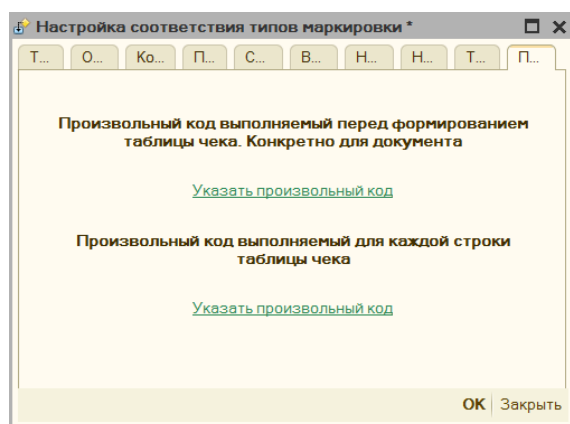 Настройка соответствия типов маркировки *
Т... О... Ко... П... С... В... Н... Н... Т... П...
Произвольный код выполняемый перед формированием
таблицы чека. Конкретно для документа
Указать произвольный код
Произвольный код выполняемый для каждой строки
таблицы чека
Указать произвольный код
ОК Закрыть